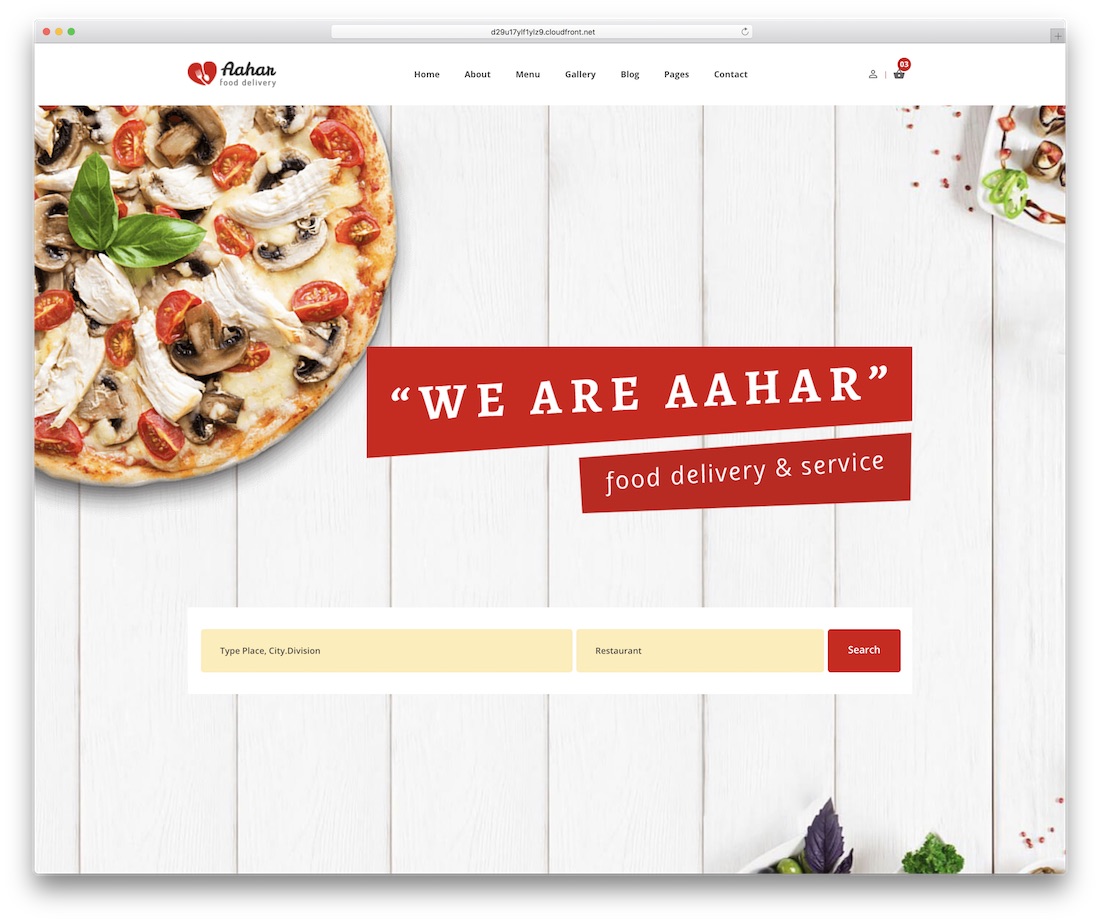 d29u17ylf1ylz9.cloudfront.net
Aahar
food delivery
Home About Menu Gallery Blog Pages Contact
03
“WE ARE AAHAR”
food delivery & service
Type Place, City.Division
Restaurant
Search